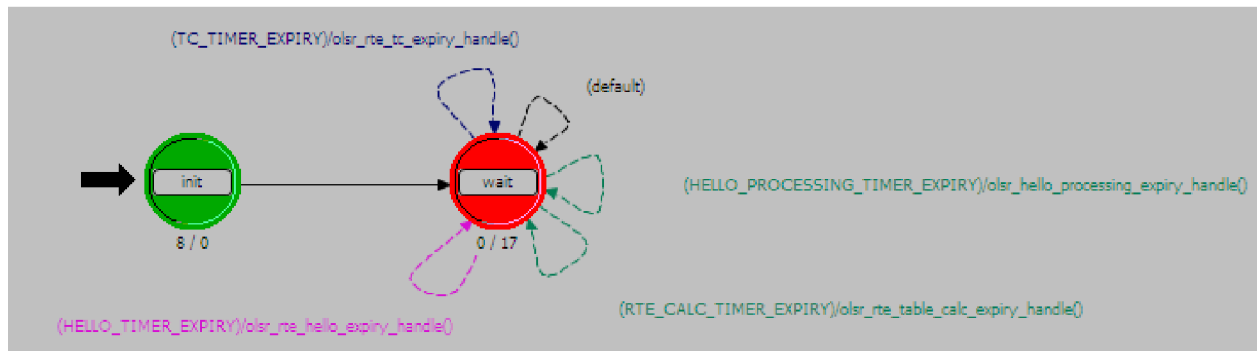 (TC_TIMER_EXPIRY)/olsr_rte_tc_expiry_handle()
(default)
init
wait
(HELLO_PROCESSING_TIMER_EXPIRY)/olsr_hello_processing_expiry_handle()
8 / 0
0 / 17
(RTE_CALC_TIMER_EXPIRY)/olsr_rte_table_calc_expiry_handle()
(HELLO_TIMER_EXPIRY)/olsr_rte_hello_expiry_handle()